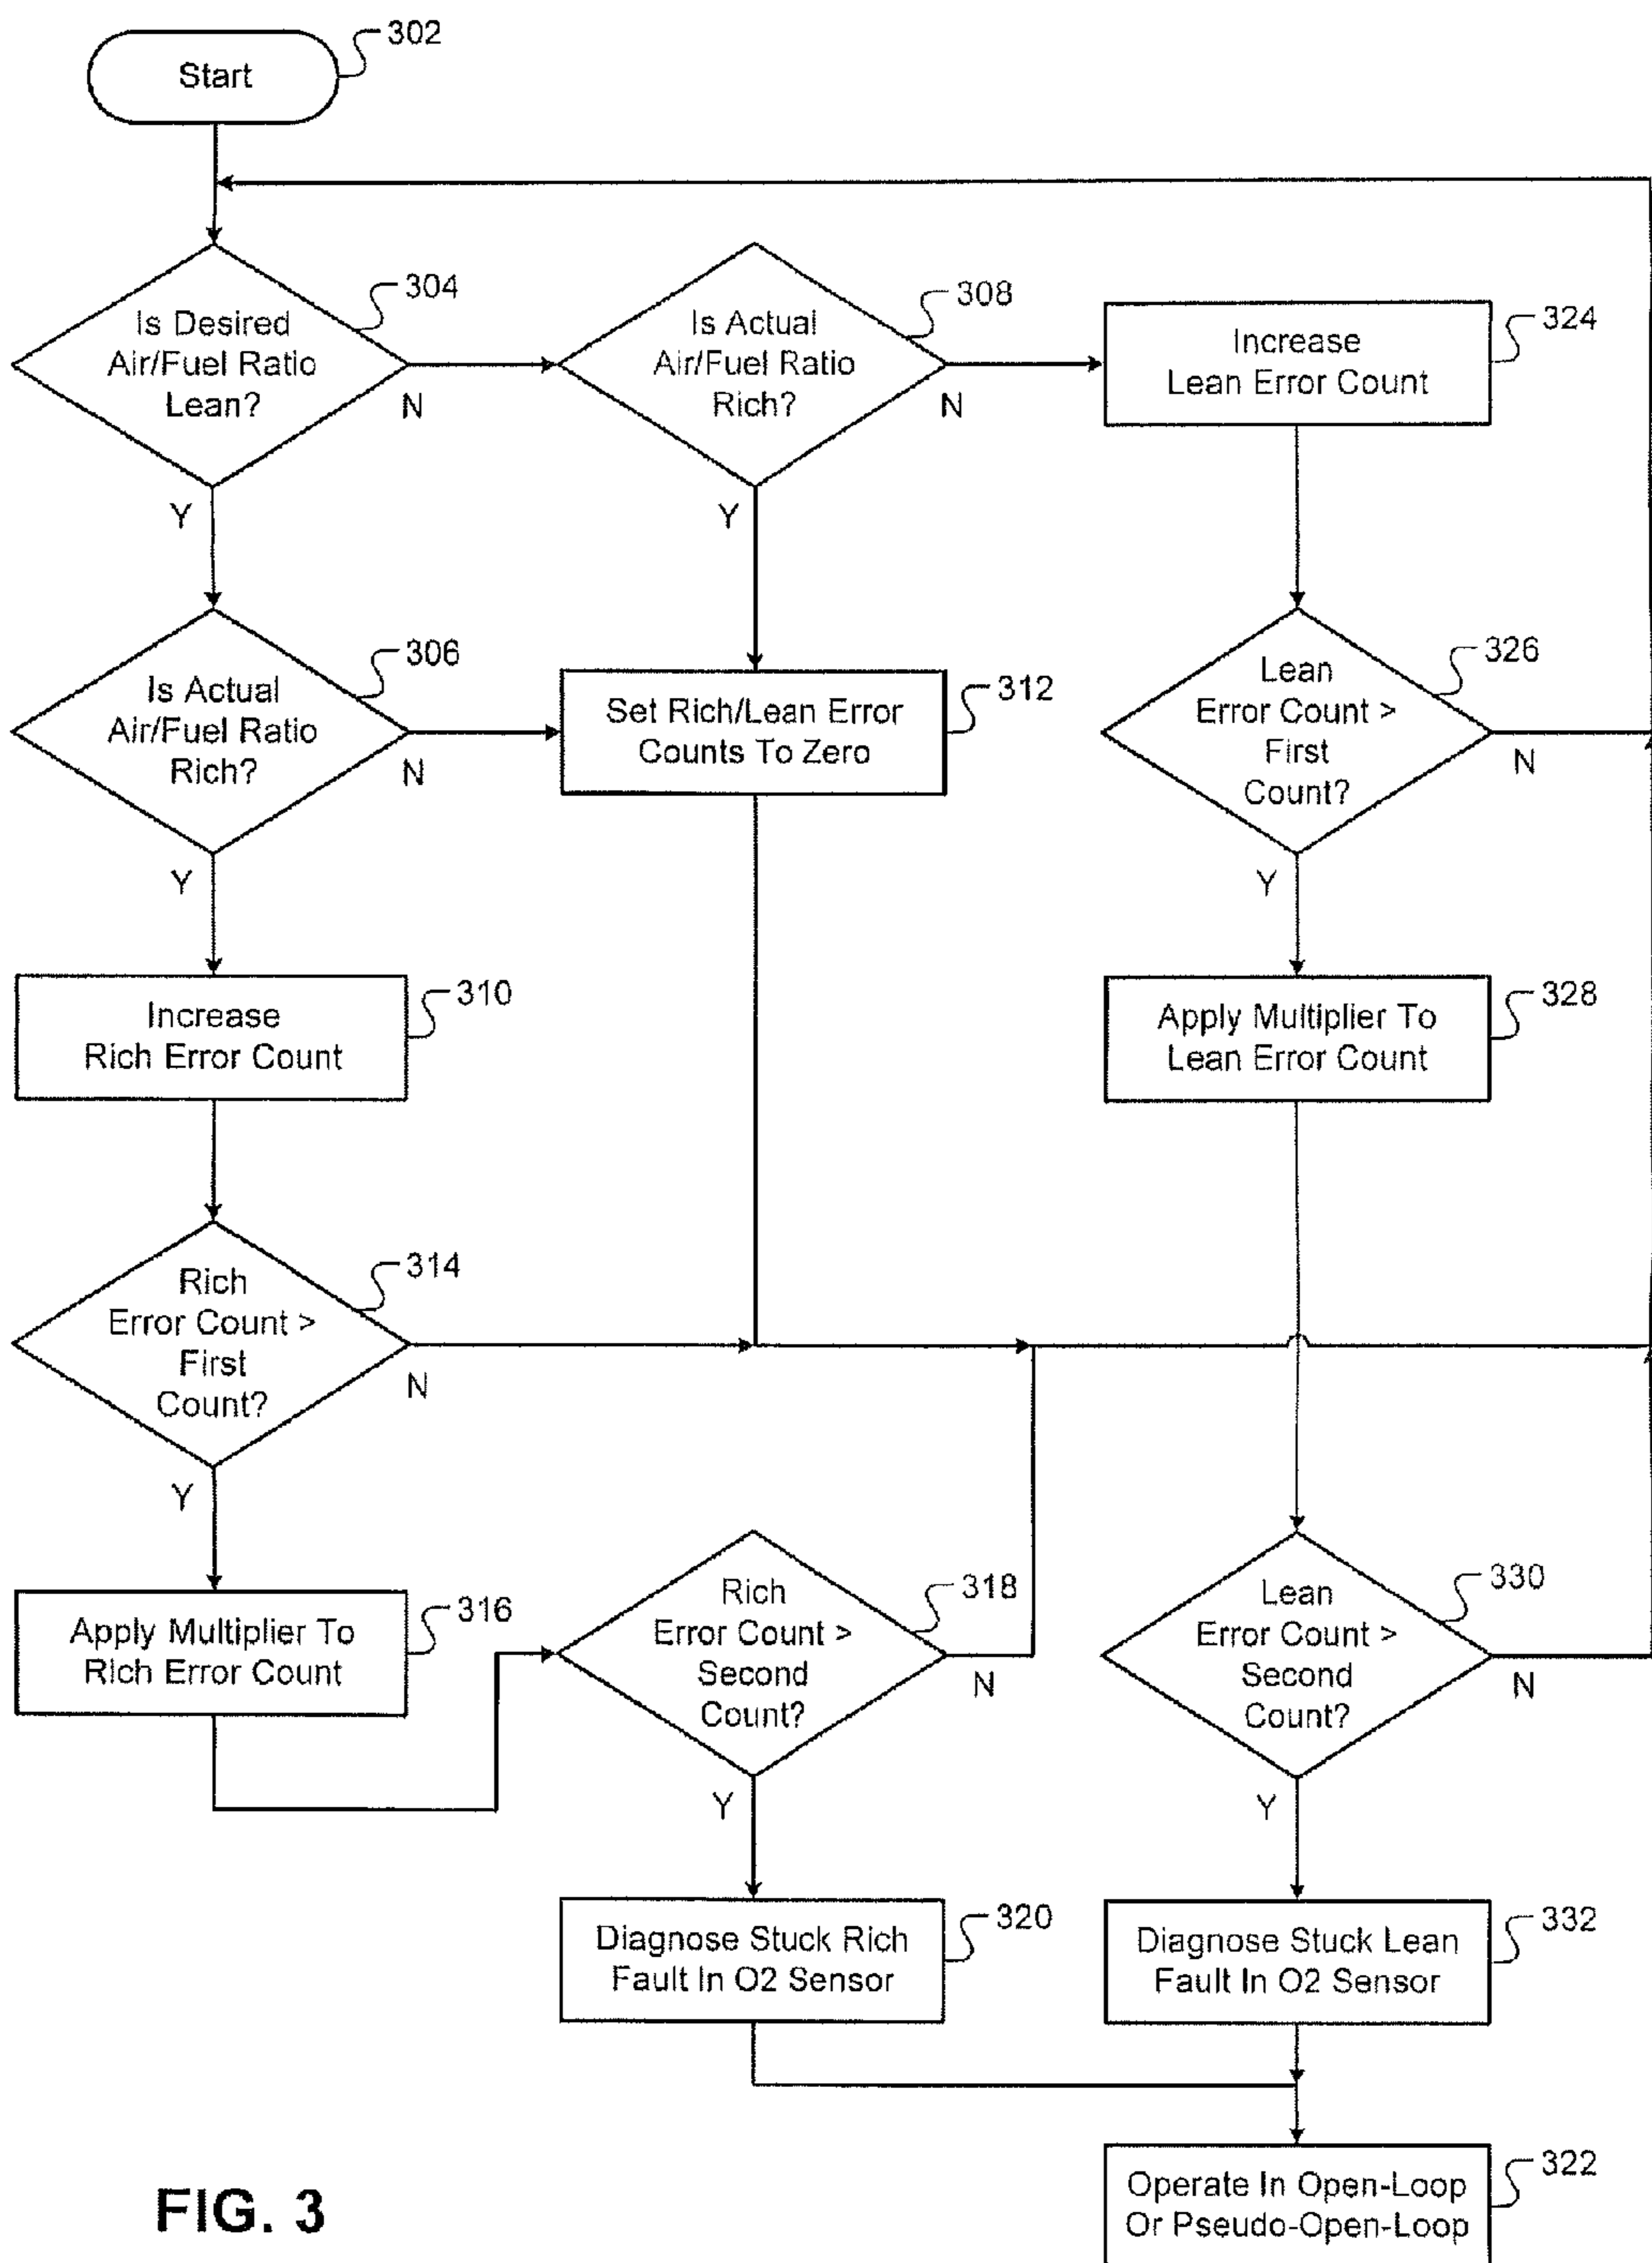 302
Start
304
Is Desired
Air/Fuel Ratio
Lean?
N
Y
308
Is Actual
Air/Fuel Ratio
Rich?
N
Y
324
Increase
Lean Error Count
306
Is Actual
Air/Fuel Ratio
Rich?
N
Y
312
Set Rich/Lean Error
Counts To Zero
326
Lean
Error Count >
First
Count?
N
Y
310
Increase
Rich Error Count
328
Apply Multiplier To
Lean Error Count
314
Rich
Error Count >
First
Count?
N
Y
316
Apply Multiplier To
Rich Error Count
318
Rich
Error Count >
Second
Count?
N
Y
330
Lean
Error Count >
Second
Count?
N
Y
320
Diagnose Stuck Rich
Fault In O2 Sensor
332
Diagnose Stuck Lean
Fault In O2 Sensor
322
Operate In Open-Loop
Or Pseudo-Open-Loop
FIG. 3